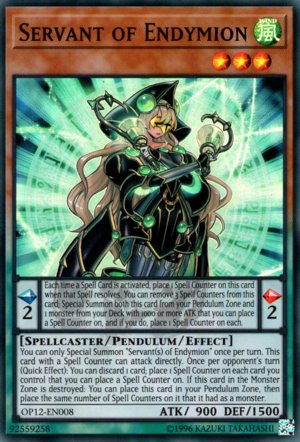 SERVANT OF ENDYMION
WIND
風
Each time a Spell Card is activated, place 1 Spell Counter on this card
when that Spell resolves. You can remove 3 Spell Counters from this
card; Special Summon both this card from your Pendulum Zone and
1 monster from your Deck with 1000 or more ATK that you can place
a Spell Counter on, and if you do, place 1 Spell Counter on each.
2
2
[SPELLCASTER/PENDULUM/EFFECT]
You can only Special Summon "Servant(s) of Endymion" once per turn. This
card with a Spell Counter can attack directly. Once per opponent's turn
(Quick Effect): You can discard 1 card; place 1 Spell Counter on each card you
control that you can place a Spell Counter on. If this card in the Monster
Zone is destroyed: You can place this card in your Pendulum Zone, then
place the same number of Spell Counters on it that it had as a monster.
OP12-EN008
ATK/ 900 DEF/1500
92559258
©1996 KAZUKI TAKAHASHI